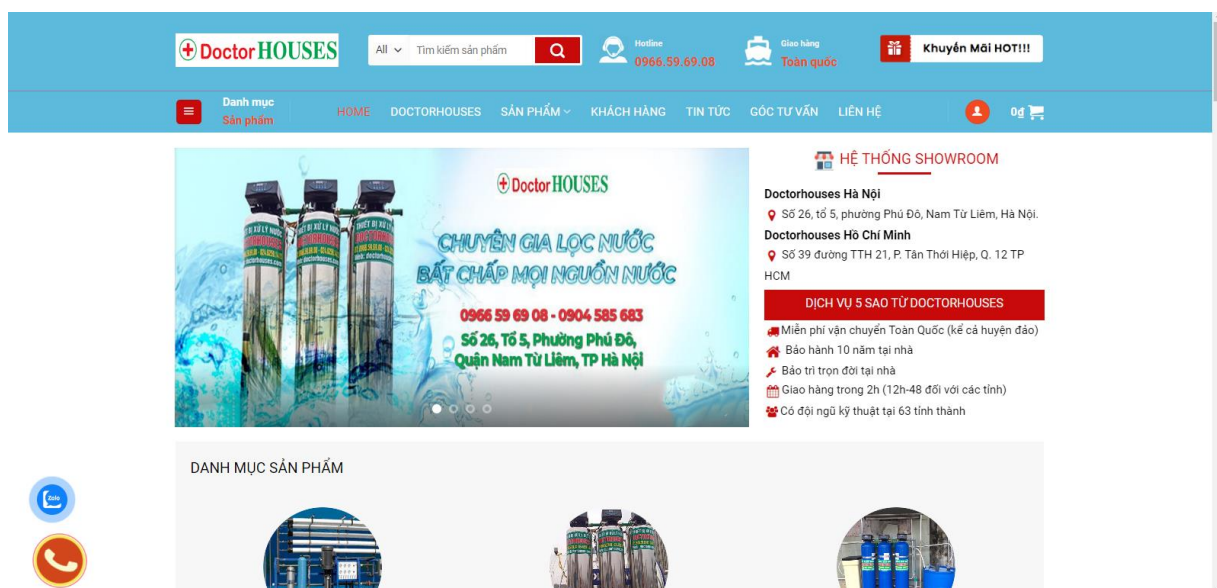 Doctor HOUSES
All
Tìm kiếm sản phẩm
Hotline
0966.59.69.08
Giao hàng
Toàn quốc
Khuyến Mãi HOT!!!
Danh mục
Sản phẩm
HOME
DOCTORHOUSES
SẢN PHẨM
KHÁCH HÀNG
TIN TỨC
GÓC TƯ VẤN
LIÊN HỆ
0₫
Doctor HOUSES
CHUYÊN GIA LỌC NƯỚC
BẤT CHẤP MỌI NGUỒN NƯỚC
0966 59 69 08 - 0904 585 683
Số 26, Tổ 5, Phường Phú Đô,
Quận Nam Từ Liêm, TP Hà Nội
THIẾT BỊ XỬ LÝ NƯỚC
DOCTORHOUSES
HỆ THỐNG SHOWROOM
Doctorhouses Hà Nội
Số 26, tổ 5, phường Phú Đô, Nam Từ Liêm, Hà Nội.
Doctorhouses Hồ Chí Minh
Số 39 đường TTH 21, P. Tân Thới Hiệp, Q. 12 TP
HCM
DỊCH VỤ 5 SAO TỪ DOCTORHOUSES
Miễn phí vận chuyển Toàn Quốc (kể cả huyện đảo)
Bảo hành 10 năm tại nhà
Bảo trì trọn đời tại nhà
Giao hàng trong 2h (12h-48 đối với các tỉnh)
Có đội ngũ kỹ thuật tại 63 tỉnh thành
DANH MỤC SẢN PHẨM
Zalo